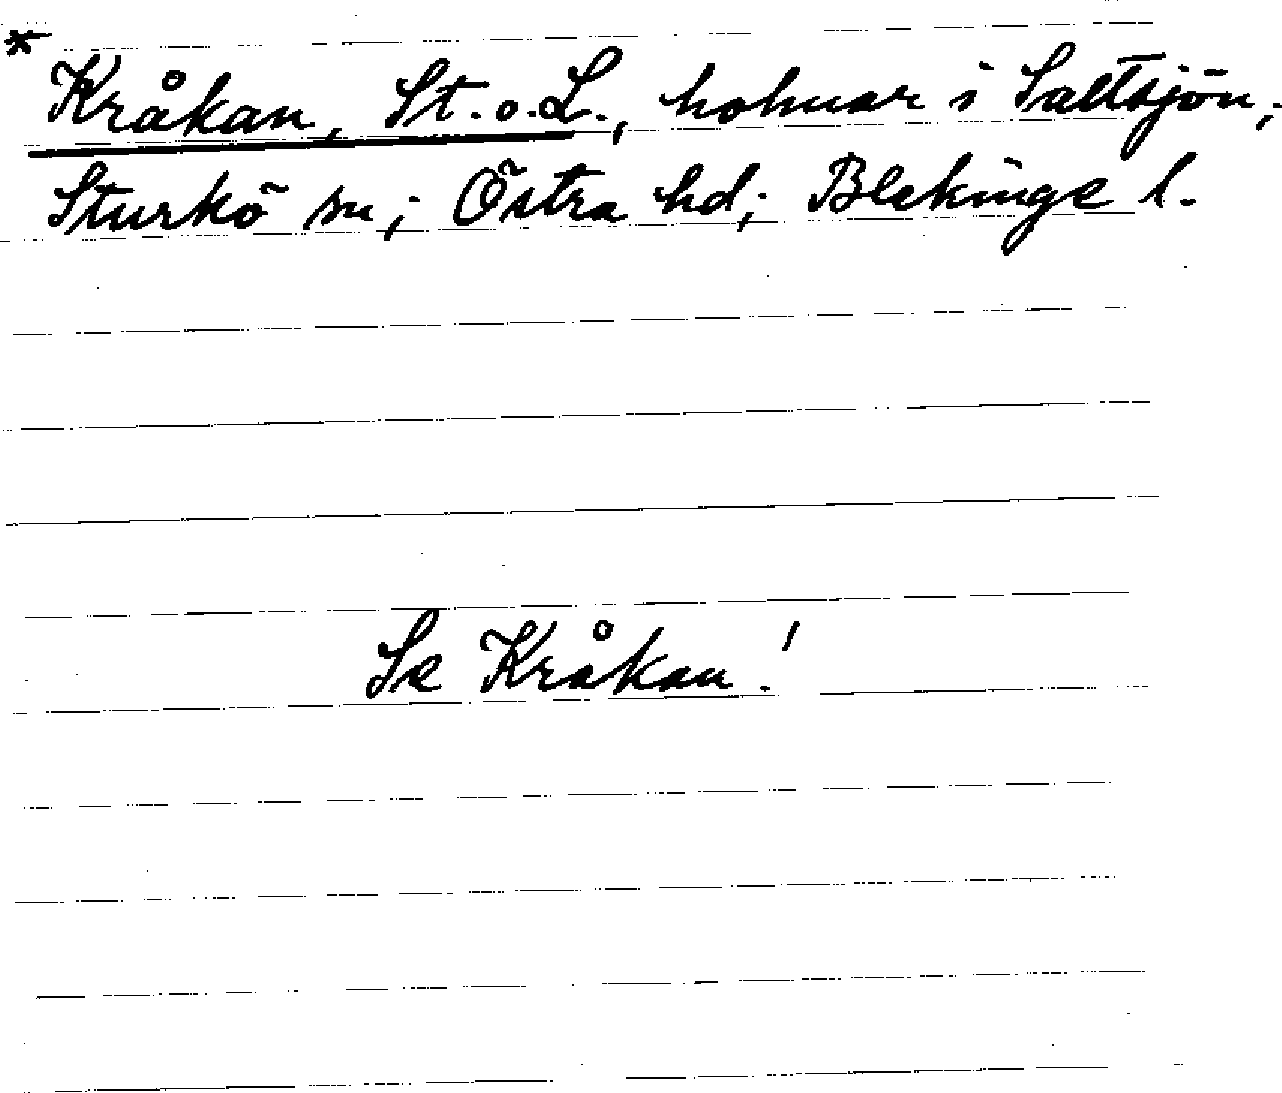 * Kråkan, St. o. L., holmar i Saltsjön;
Sturkö sn; Östra hd; Blekinge l.
Se Kråkan!